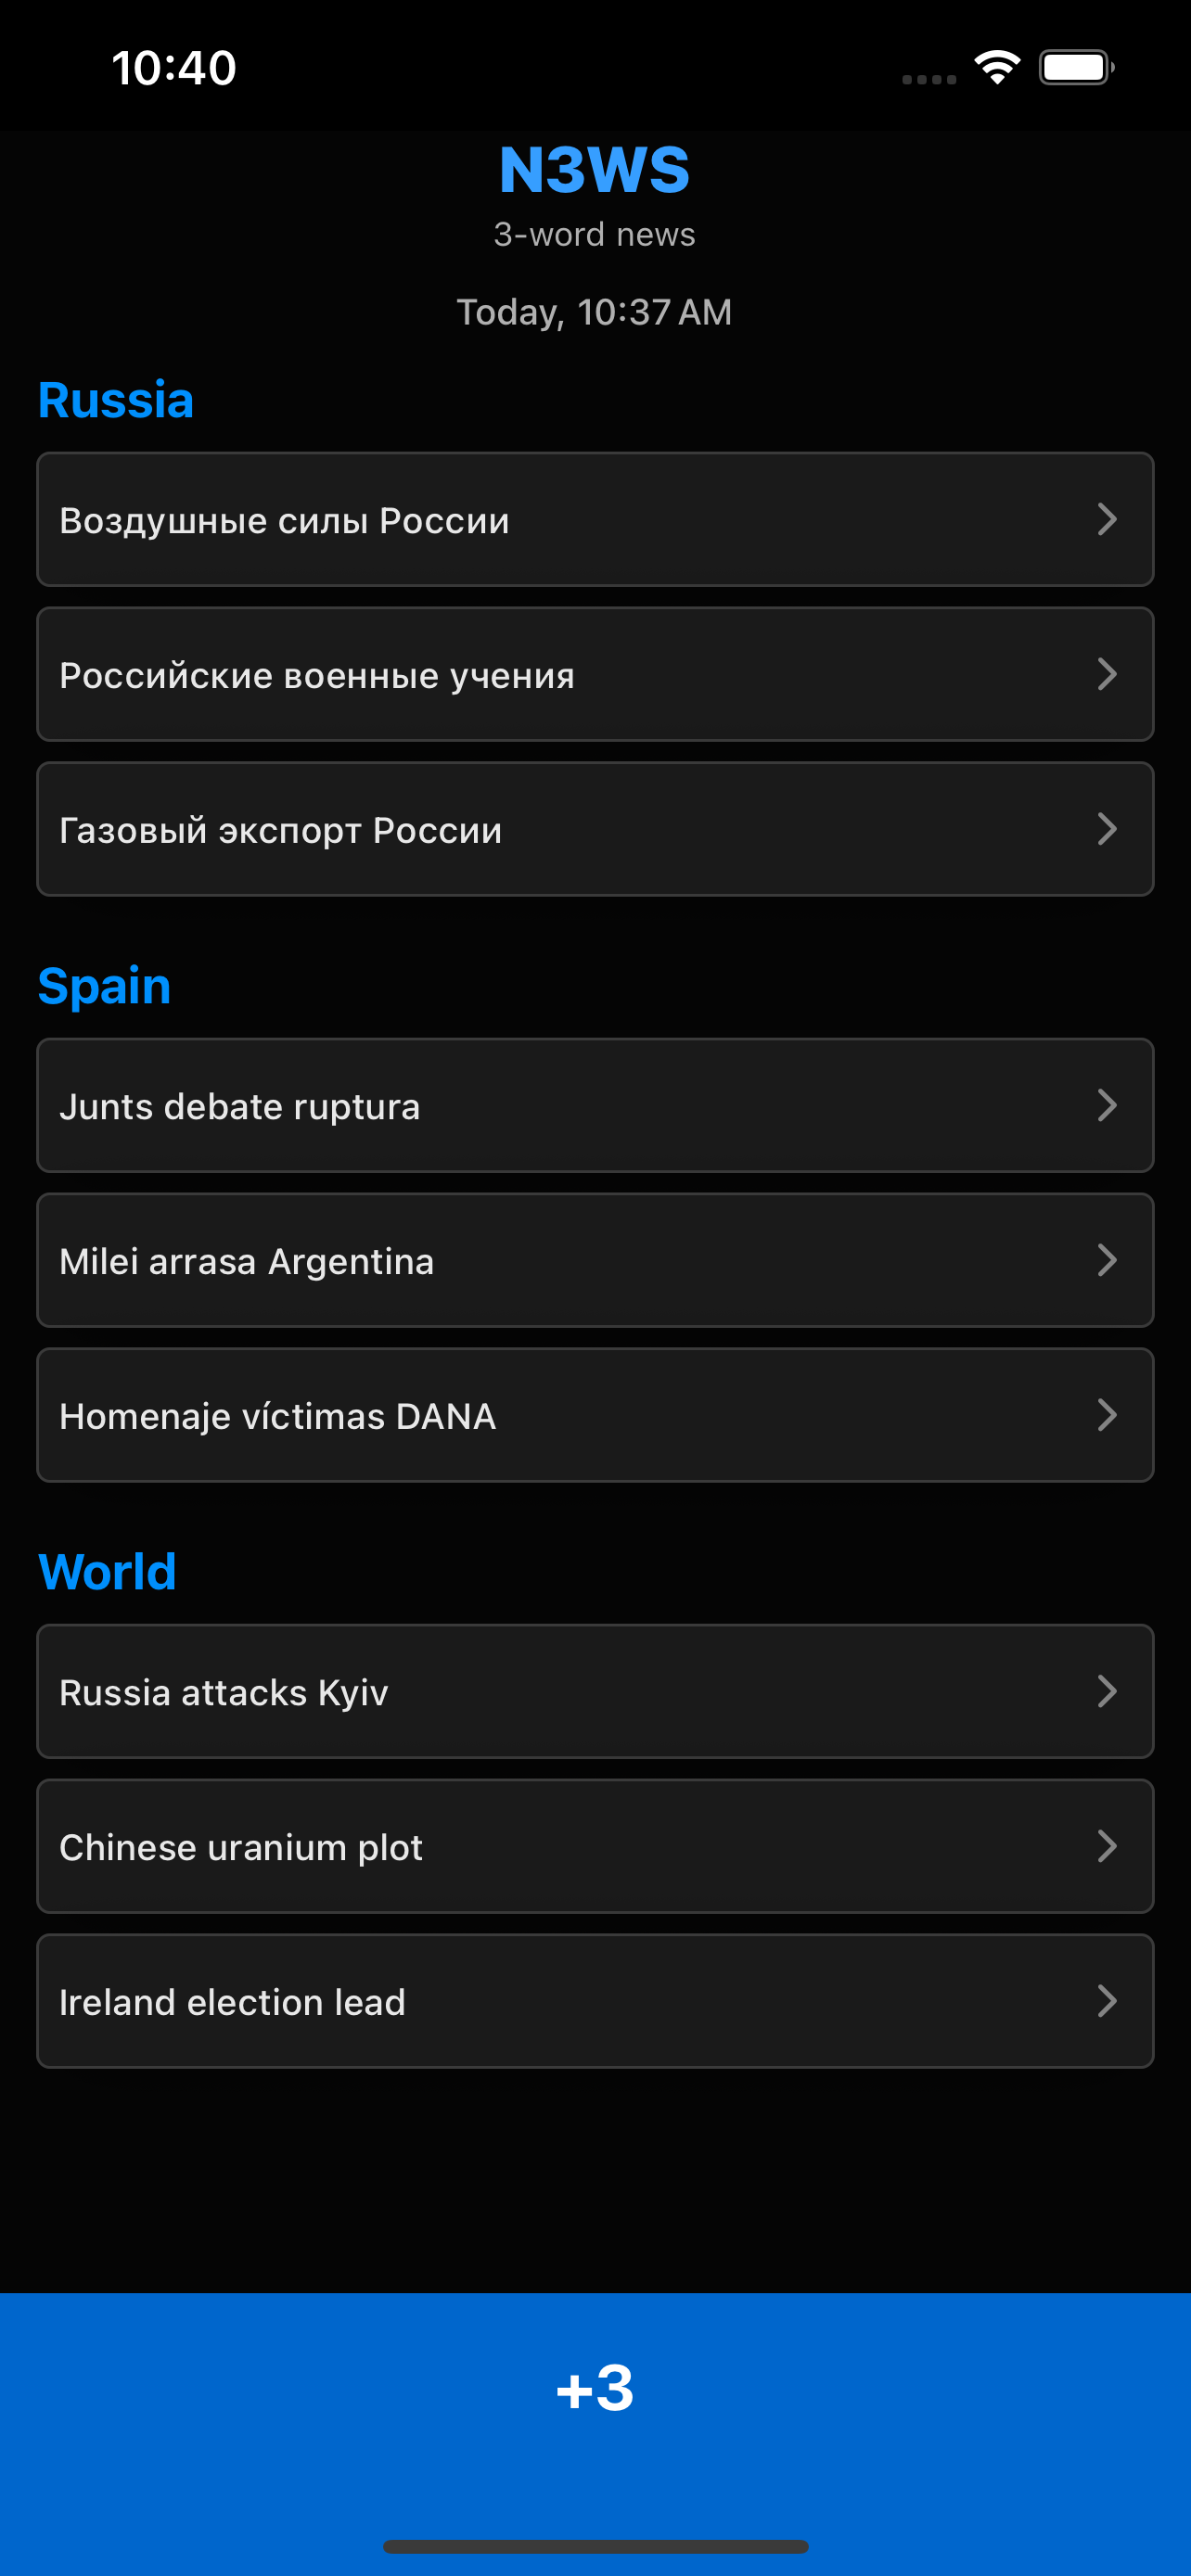 10:40
N3WS
3-word news
Today, 10:37 AM
Russia
Воздушные силы России
Российские военные учения
Газовый экспорт России
Spain
Junts debate ruptura
Milei arrasa Argentina
Homenaje víctimas DANA
World
Russia attacks Kyiv
Chinese uranium plot
Ireland election lead
+3